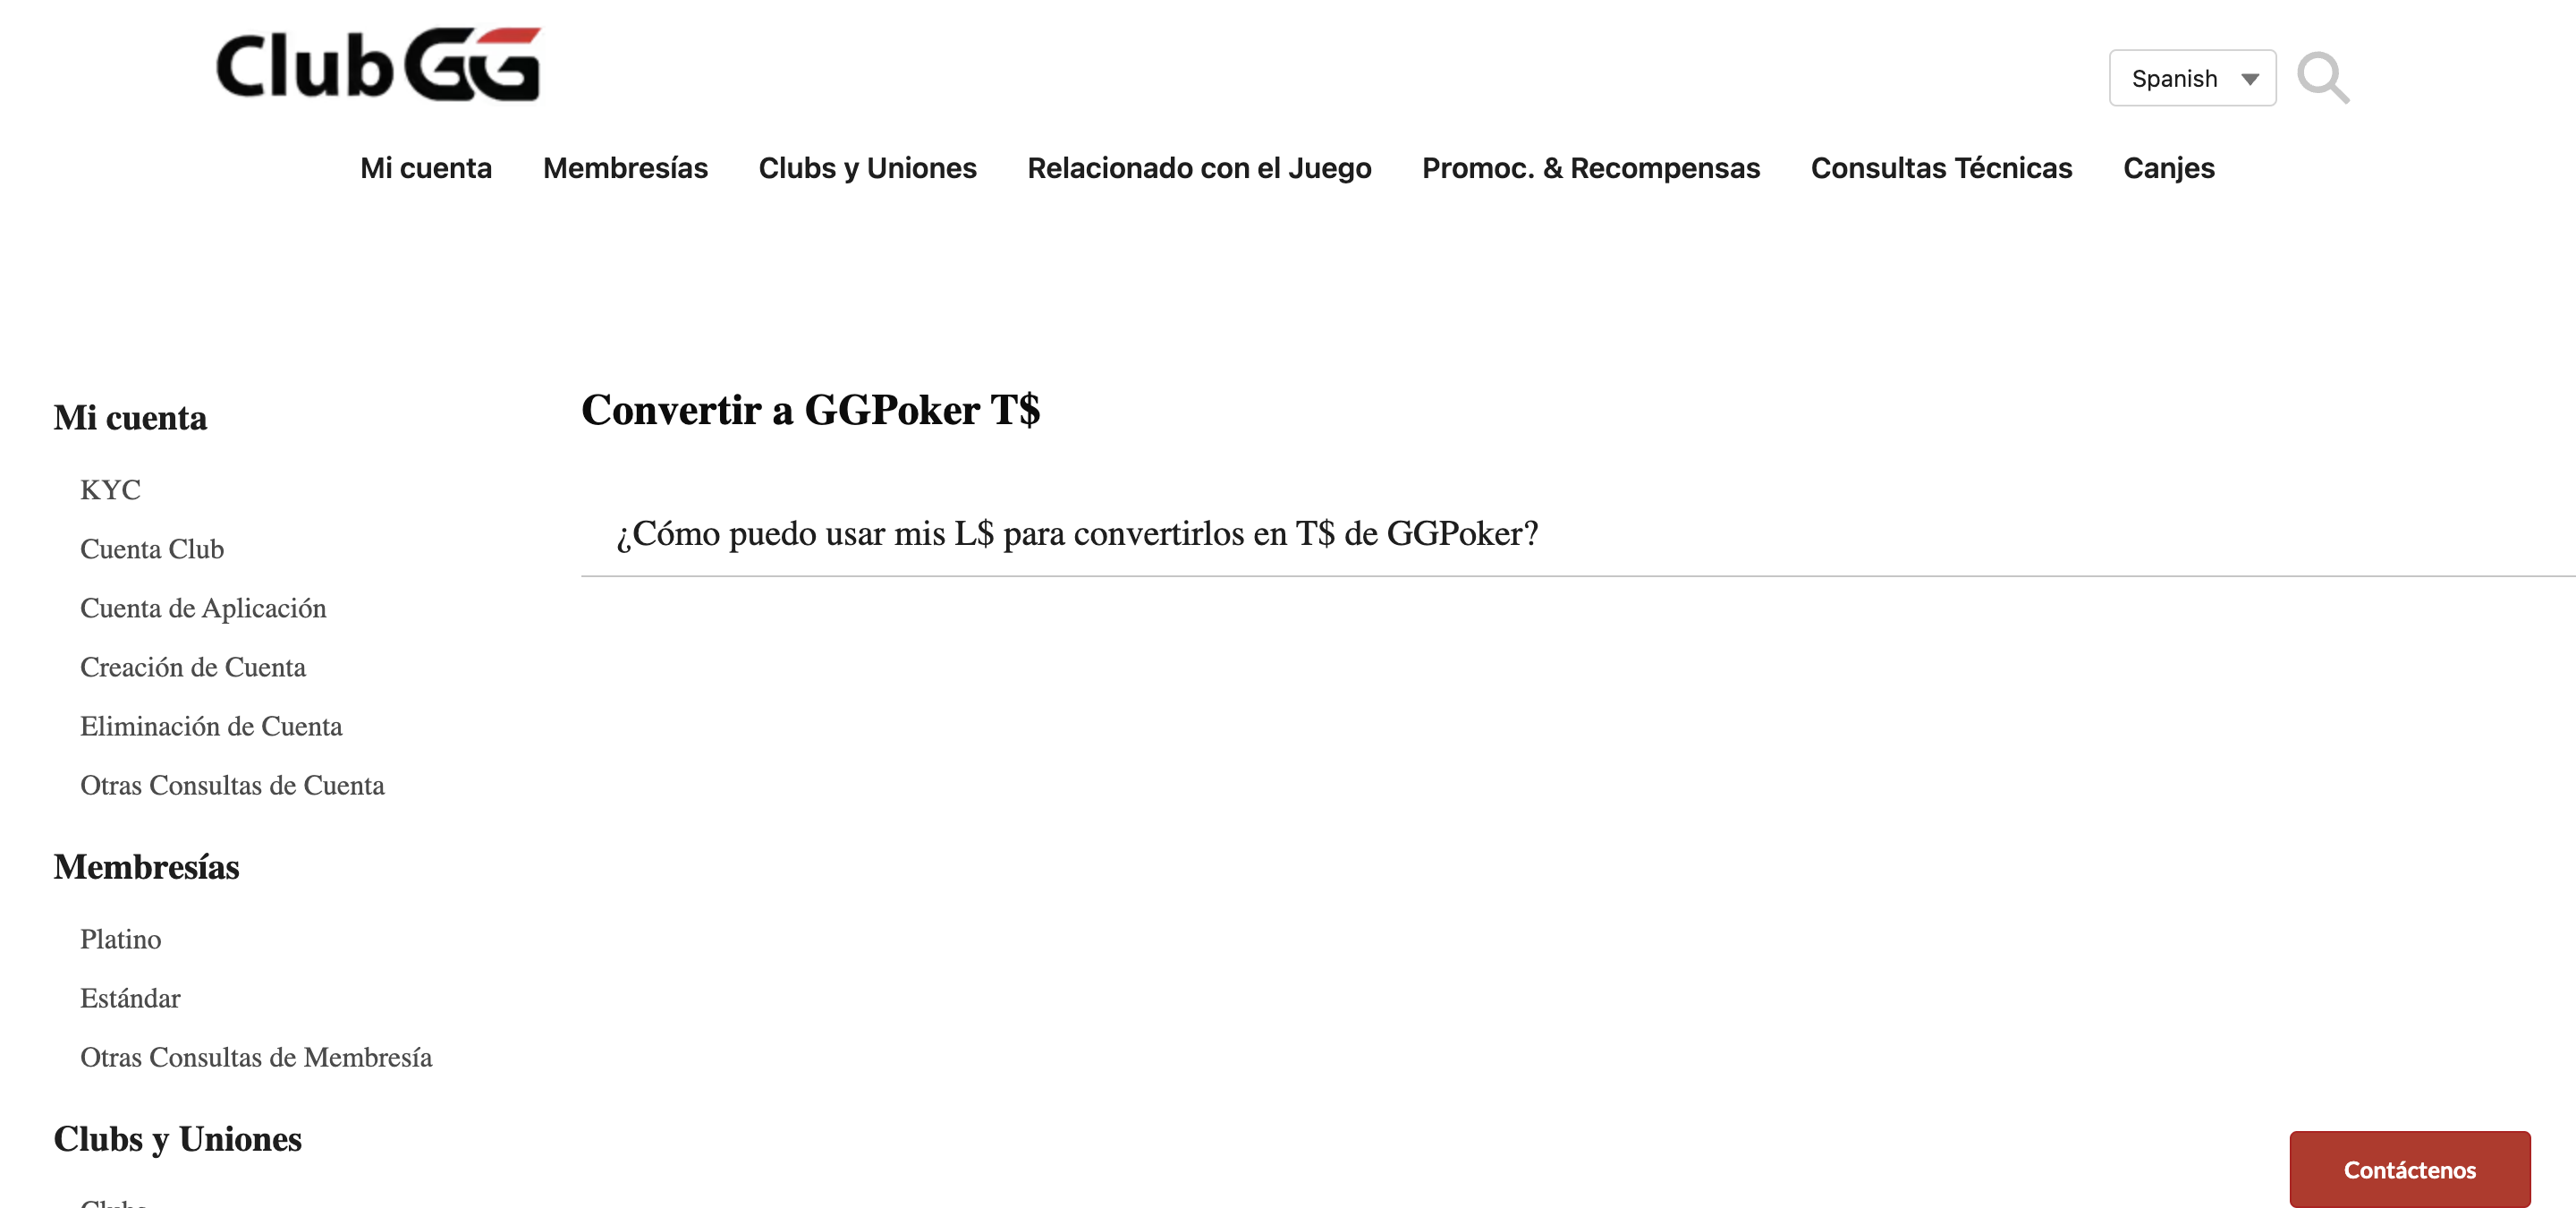 ClubGG
Spanish
Mi cuenta Membresías Clubs y Uniones Relacionado con el Juego Promoc. & Recompensas Consultas Técnicas Canjes
Mi cuenta
KYC
Cuenta Club
Cuenta de Aplicación
Creación de Cuenta
Eliminación de Cuenta
Otras Consultas de Cuenta
Membresías
Platino
Estándar
Otras Consultas de Membresía
Clubs y Uniones
Convertir a GGPoker T$
¿Cómo puedo usar mis L$ para convertirlos en T$ de GGPoker?
Contáctenos